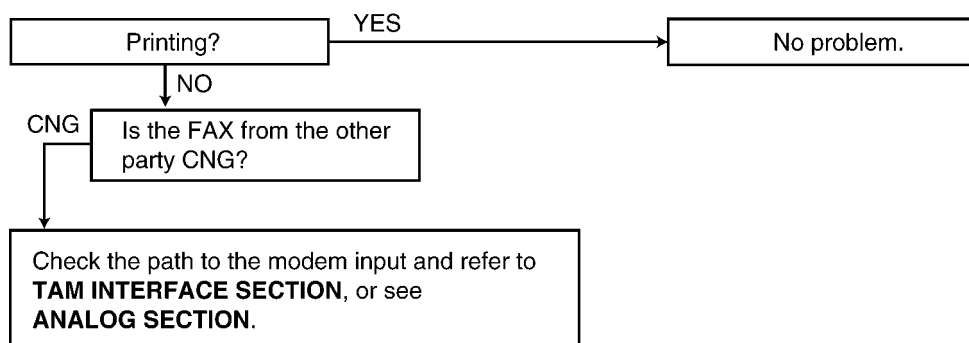 Printing?
YES
No problem.
NO
CNG
Is the FAX from the other
party CNG?
Check the path to the modem input and refer to
TAM INTERFACE SECTION, or see
ANALOG SECTION.